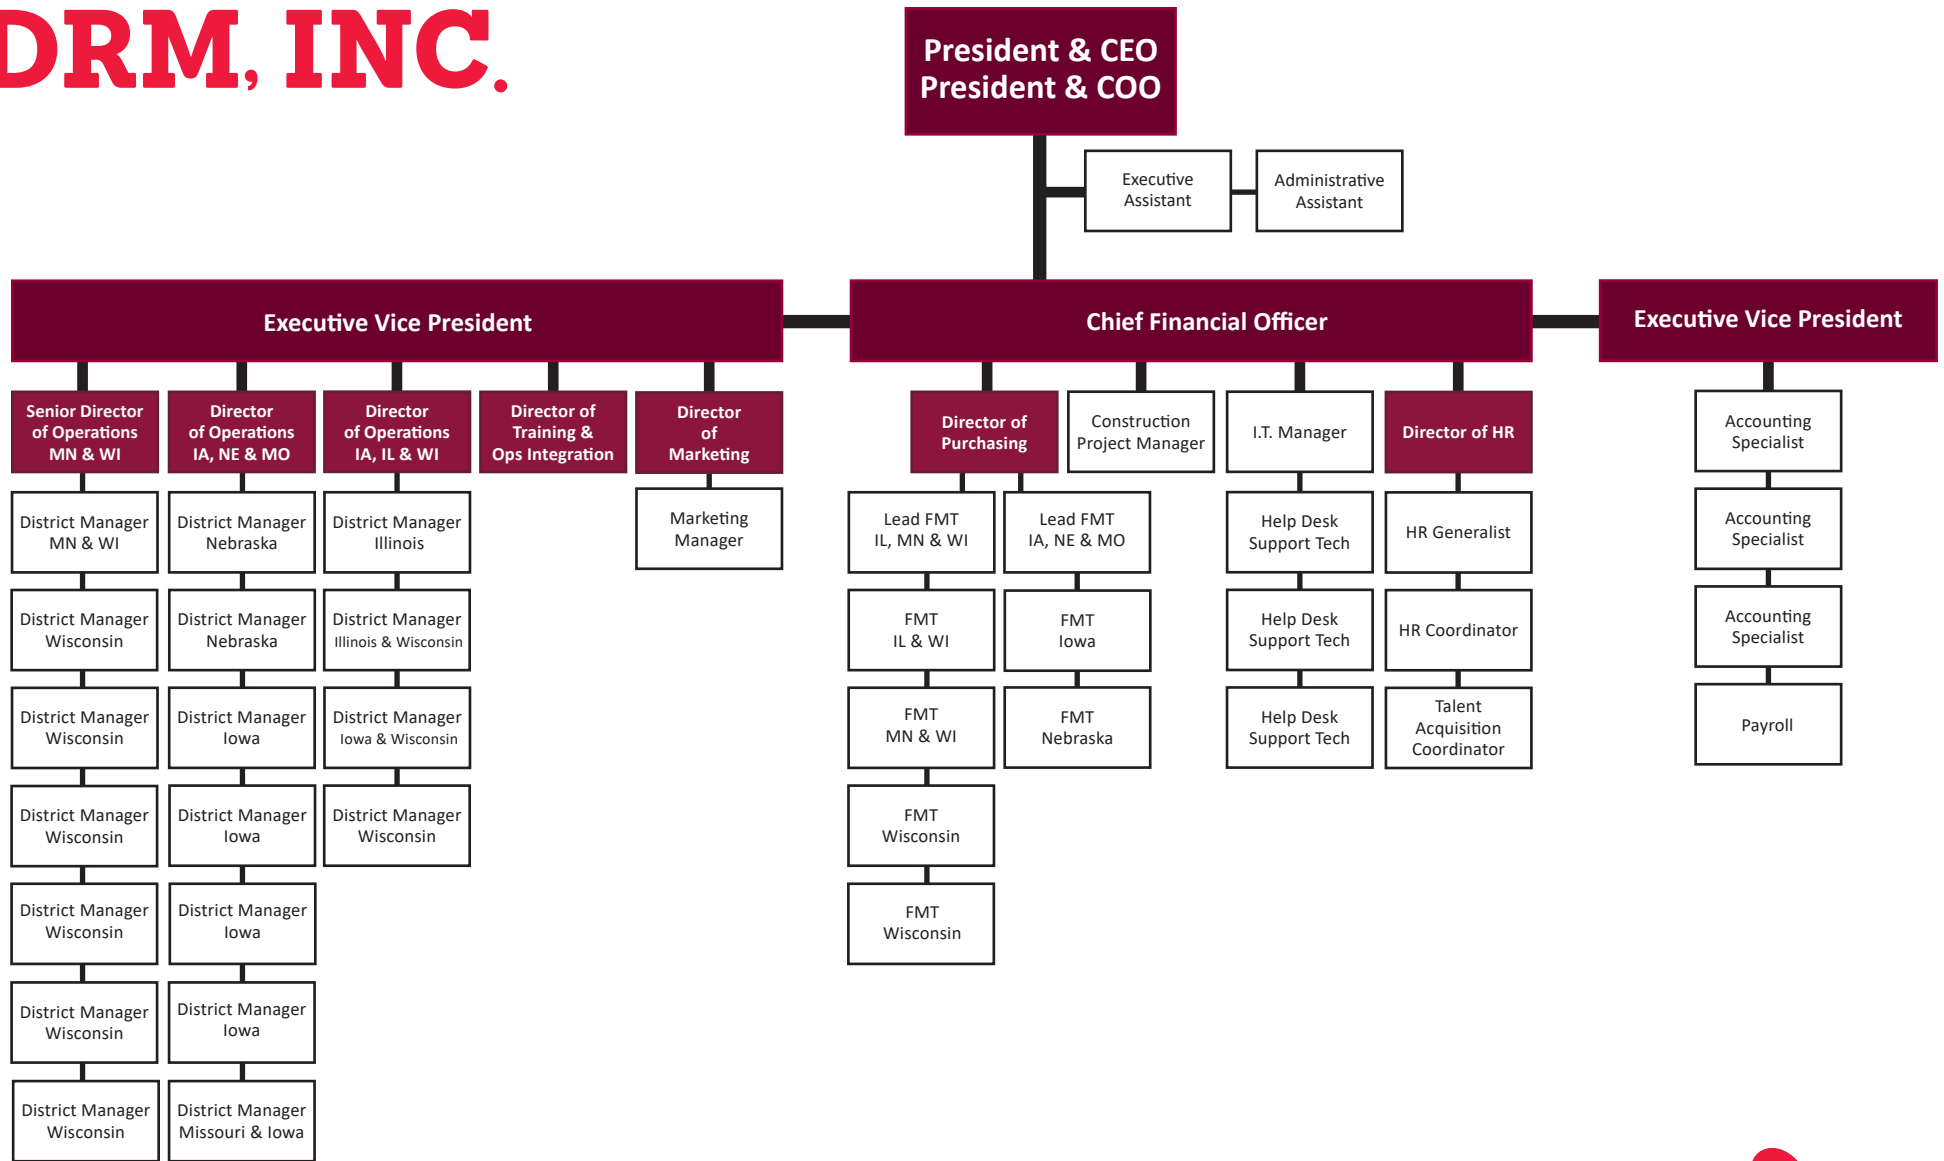 DRM, INC.
President & CEO
President & COO
Executive
Assistant
Administrative
Assistant
Executive Vice President
Chief Financial Officer
Executive Vice President
Senior Director
of Operations
MN & WI
Director
of Operations
IA, NE & MO
Director
of Operations
IA, IL & WI
Director of
Training &
Ops Integration
Director
of
Marketing
Director of
Purchasing
Construction
Project Manager
I.T. Manager
Director of HR
Accounting
Specialist
District Manager
MN & WI
District Manager
Nebraska
District Manager
Illinois
Marketing
Manager
Lead FMT
IL, MN & WI
Lead FMT
IA, NE & MO
Help Desk
Support Tech
HR Generalist
Accounting
Specialist
District Manager
Wisconsin
District Manager
Nebraska
District Manager
Illinois & Wisconsin
FMT
IL & WI
FMT
Iowa
Help Desk
Support Tech
HR Coordinator
Accounting
Specialist
District Manager
Wisconsin
District Manager
Iowa
District Manager
Iowa & Wisconsin
FMT
MN & WI
FMT
Nebraska
Help Desk
Support Tech
Talent
Acquisition
Coordinator
Payroll
District Manager
Wisconsin
District Manager
Iowa
District Manager
Wisconsin
FMT
Wisconsin
District Manager
Wisconsin
District Manager
Iowa
FMT
Wisconsin
District Manager
Wisconsin
District Manager
Iowa
District Manager
Wisconsin
District Manager
Missouri & Iowa